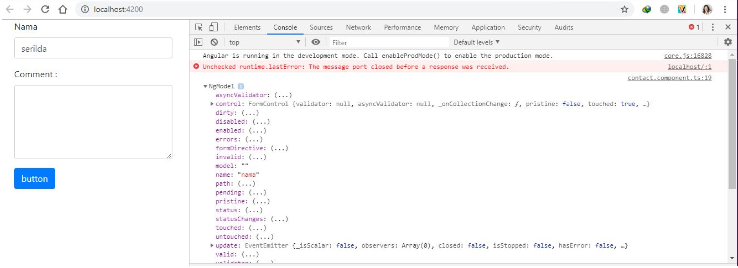 localhost:4200
Nama
serilda
Comment :
button
Elements Console Sources Network Performance Memory Application Security Audits 1
top Filter Default levels
Angular is running in the development mode. Call enableProdMode() to enable the production mode. core.js:16828
Unchecked runtime.lastError: The message port closed before a response was received. localhost/:1
contact.component.ts:19
NgModel
asyncValidator: (...)
control: FormControl {validator: null, asyncValidator: null, _onCollectionChange: ƒ, pristine: false, touched: true, …}
dirty: (...)
disabled: (...)
enabled: (...)
errors: (...)
formDirective: (...)
invalid: (...)
model: ""
name: "nama"
path: (...)
pending: (...)
pristine: (...)
status: (...)
statusChanges: (...)
touched: (...)
untouched: (...)
update: EventEmitter {_isScalar: false, observers: Array(0), closed: false, isStopped: false, hasError: false, …}
valid: (...)